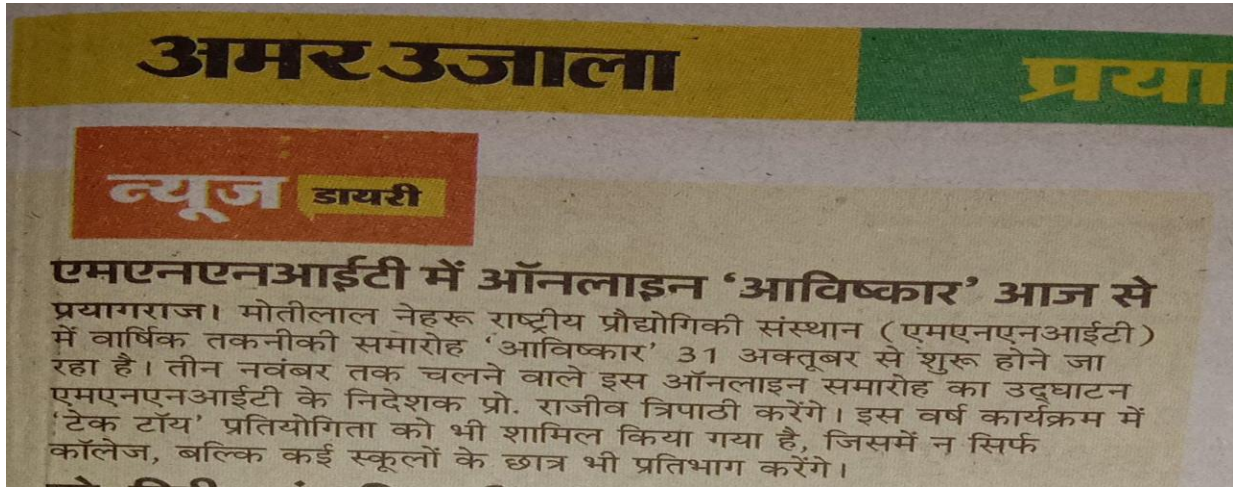 अमर उजाला
प्रया
न्यूज डायरी
एमएनएनआईटी में ऑनलाइन ‘आविष्कार’ आज से
प्रयागराज। मोतीलाल नेहरू राष्ट्रीय प्रौद्योगिकी संस्थान (एमएनएनआईटी)
में वार्षिक तकनीकी समारोह ‘आविष्कार’ 31 अक्तूबर से शुरू होने जा
रहा है। तीन नवंबर तक चलने वाले इस ऑनलाइन समारोह का उद्घाटन
एमएनएनआईटी के निदेशक प्रो. राजीव त्रिपाठी करेंगे। इस वर्ष कार्यक्रम में
‘टेक टॉय’ प्रतियोगिता को भी शामिल किया गया है, जिसमें न सिर्फ
कॉलेज, बल्कि कई स्कूलों के छात्र भी प्रतिभाग करेंगे।